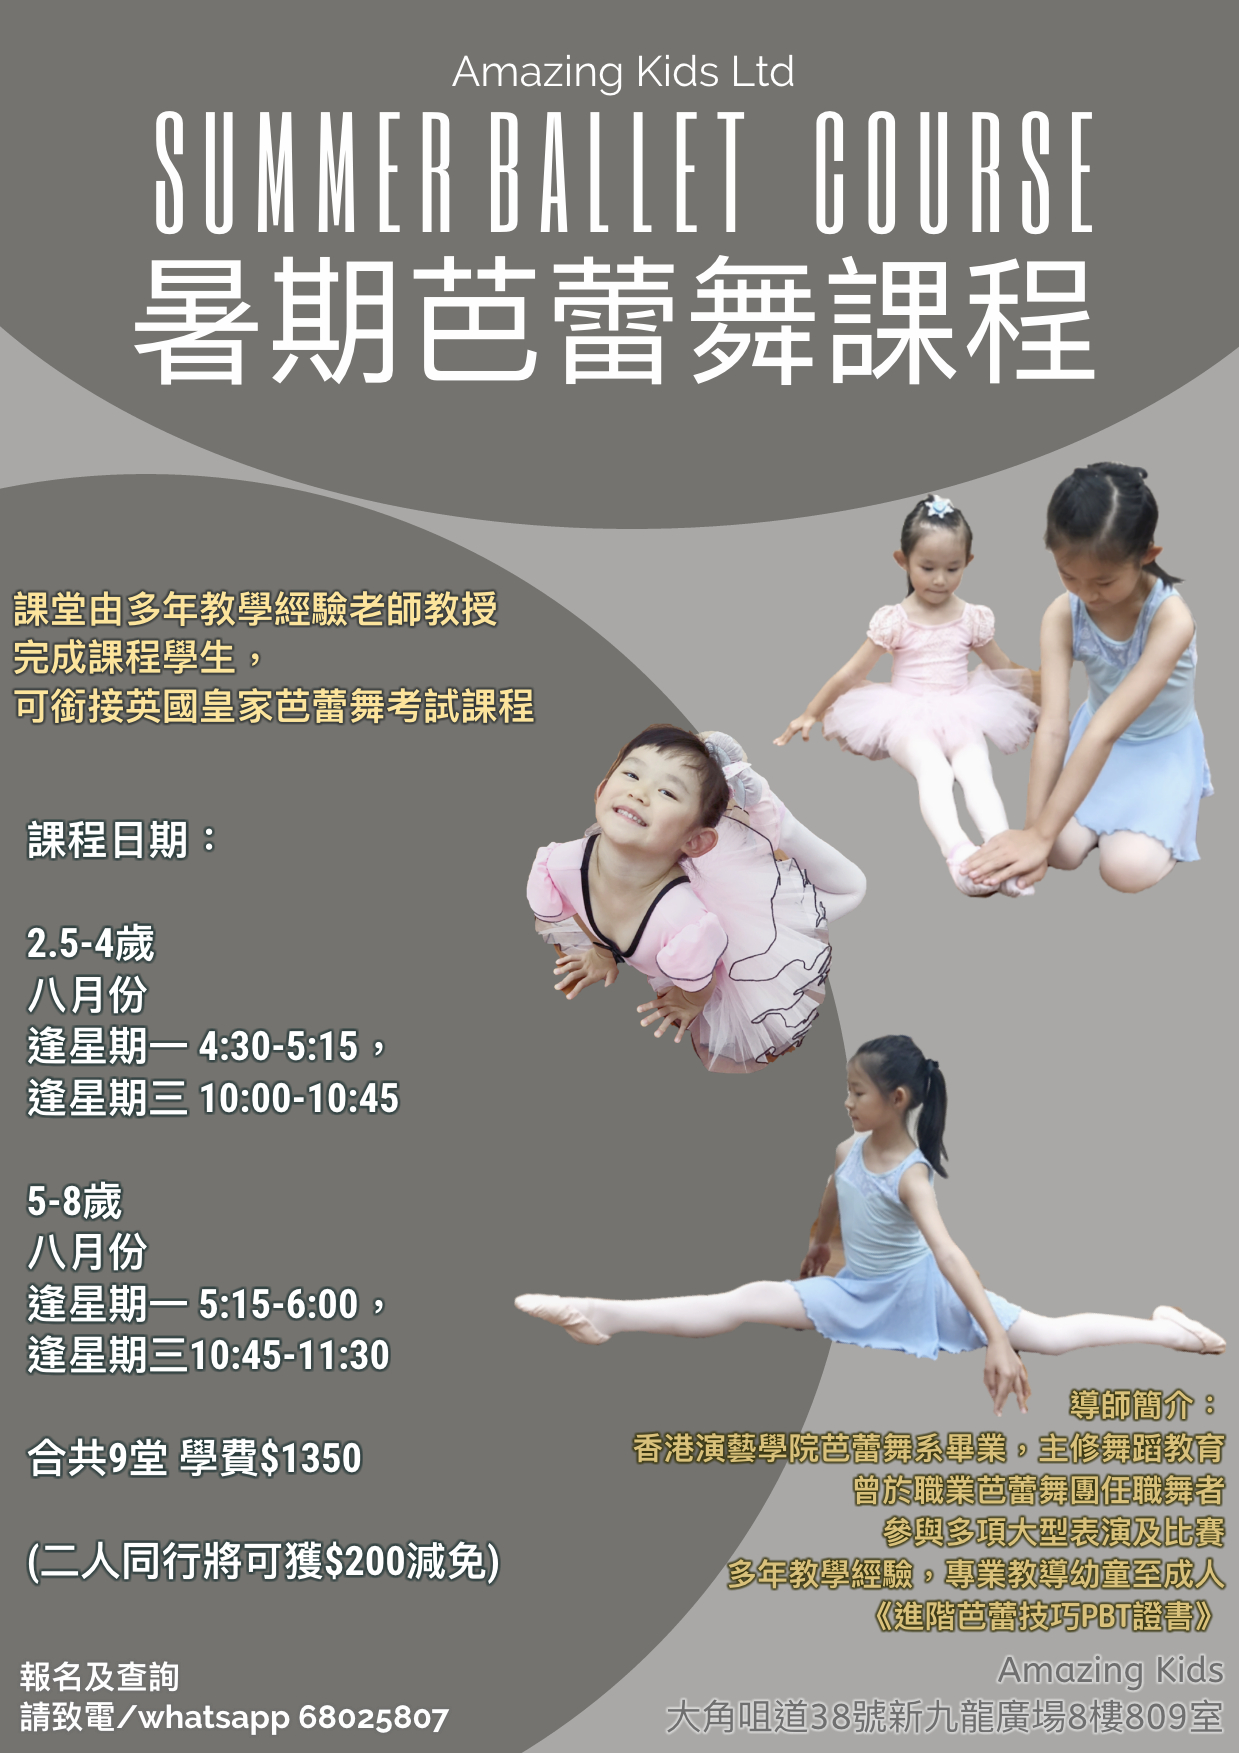 Amazing Kids Ltd
SUMMER BALLET COURSE
暑期芭蕾舞課程
課堂由多年教學經驗老師教授
完成課程學生，
可銜接英國皇家芭蕾舞考試課程
課程日期：
2.5-4歲
八月份
逢星期一 4:30-5:15，
逢星期三 10:00-10:45
5-8歲
八月份
逢星期一 5:15-6:00，
逢星期三10:45-11:30
合共9堂 學費$1350
(二人同行將可獲$200減免)
報名及查詢
請致電/whatsapp 68025807
導師簡介：
香港演藝學院芭蕾舞系畢業，主修舞蹈教育
曾於職業芭蕾舞團任職舞者
參與多項大型表演及比賽
多年教學經驗，專業教導幼童至成人
《進階芭蕾技巧PBT證書》
Amazing Kids
大角咀道38號新九龍廣場8樓809室